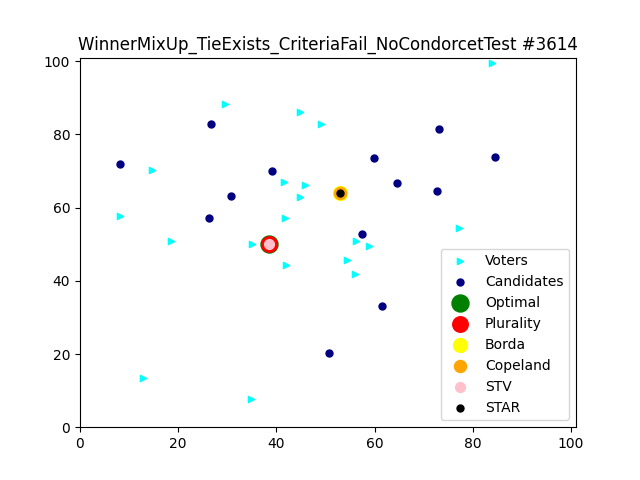 WinnerMixUp_TieExists_CriteriaFail_NoCondorcetTest #3614
100
80
60
40
20
0
0 20 40 60 80 100
Voters
Candidates
Optimal
Plurality
Borda
Copeland
STV
STAR